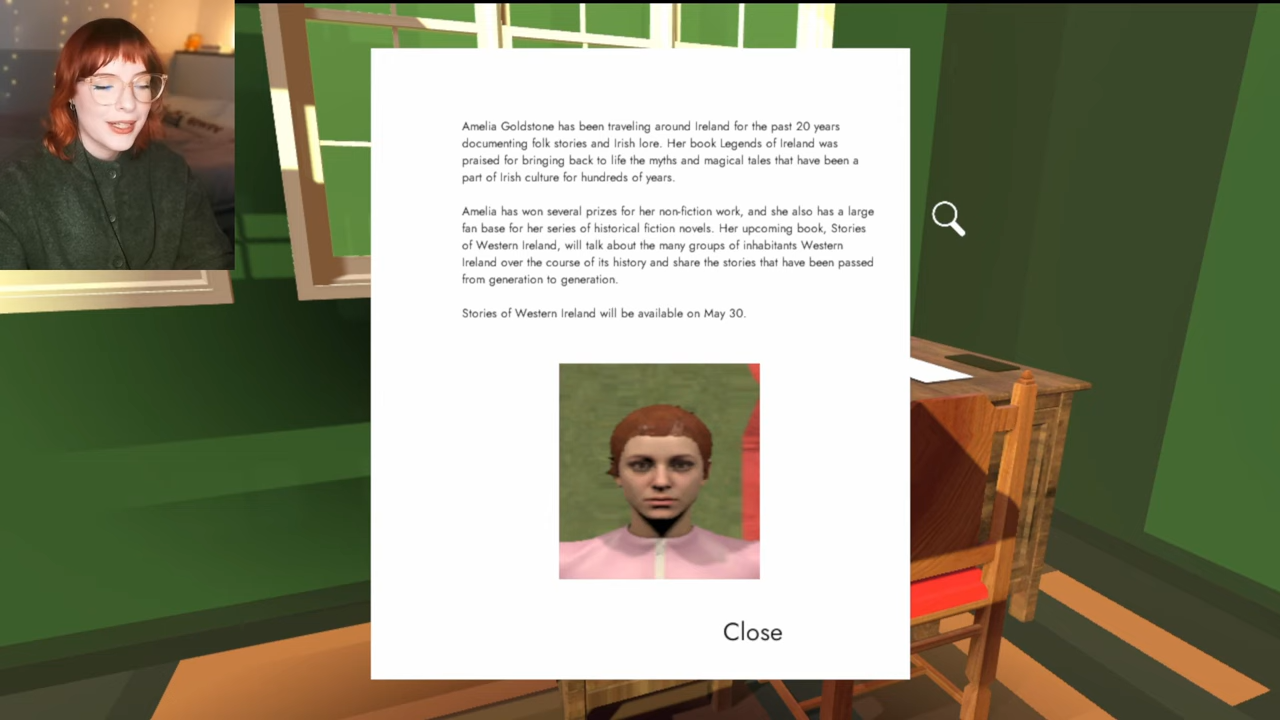 Amelia Goldstone has been traveling around Ireland for the past 20 years
documenting folk stories and Irish lore. Her book Legends of Ireland was
praised for bringing back to life the myths and magical tales that have been a
part of Irish culture for hundreds of years.
Amelia has won several prizes for her non-fiction work, and she also has a large
fan base for her series of historical fiction novels. Her upcoming book, Stories
of Western Ireland, will talk about the many groups of inhabitants Western
Ireland over the course of its history and share the stories that have been passed
from generation to generation.
Stories of Western Ireland will be available on May 30.
Close